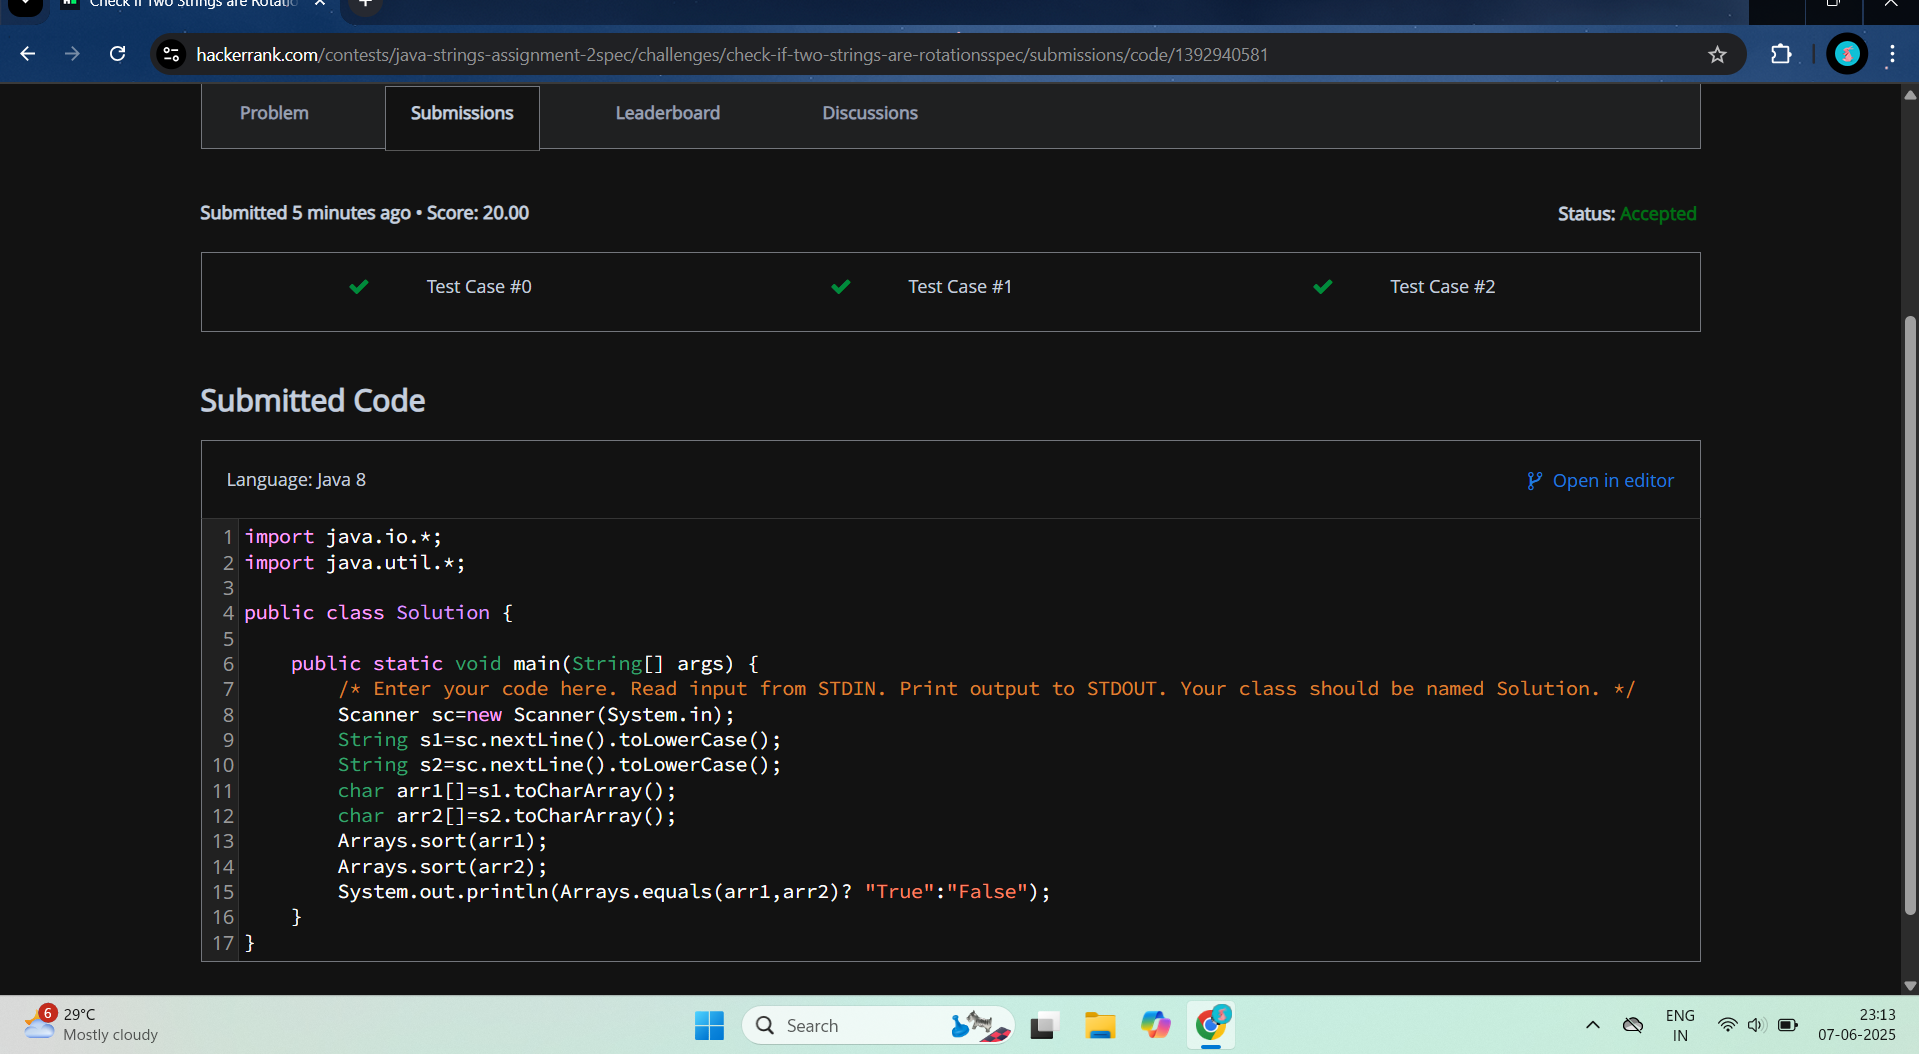 Check if Two Strings are Rotatio
hackerrank.com/contests/java-strings-assignment-2spec/challenges/check-if-two-strings-are-rotationsspec/submissions/code/1392940581
Problem Submissions Leaderboard Discussions
Submitted 5 minutes ago • Score: 20.00 Status: Accepted
Test Case #0 Test Case #1 Test Case #2
Submitted Code
Language: Java 8 Open in editor
1 import java.io.*;
2 import java.util.*;
3
4 public class Solution {
5
6     public static void main(String[] args) {
7         /* Enter your code here. Read input from STDIN. Print output to STDOUT. Your class should be named Solution. */
8         Scanner sc=new Scanner(System.in);
9         String s1=sc.nextLine().toLowerCase();
10         String s2=sc.nextLine().toLowerCase();
11         char arr1[]=s1.toCharArray();
12         char arr2[]=s2.toCharArray();
13         Arrays.sort(arr1);
14         Arrays.sort(arr2);
15         System.out.println(Arrays.equals(arr1,arr2)? "True":"False");
16     }
17 }
6 29°C
Mostly cloudy
Search
ENG
IN
23:13
07-06-2025